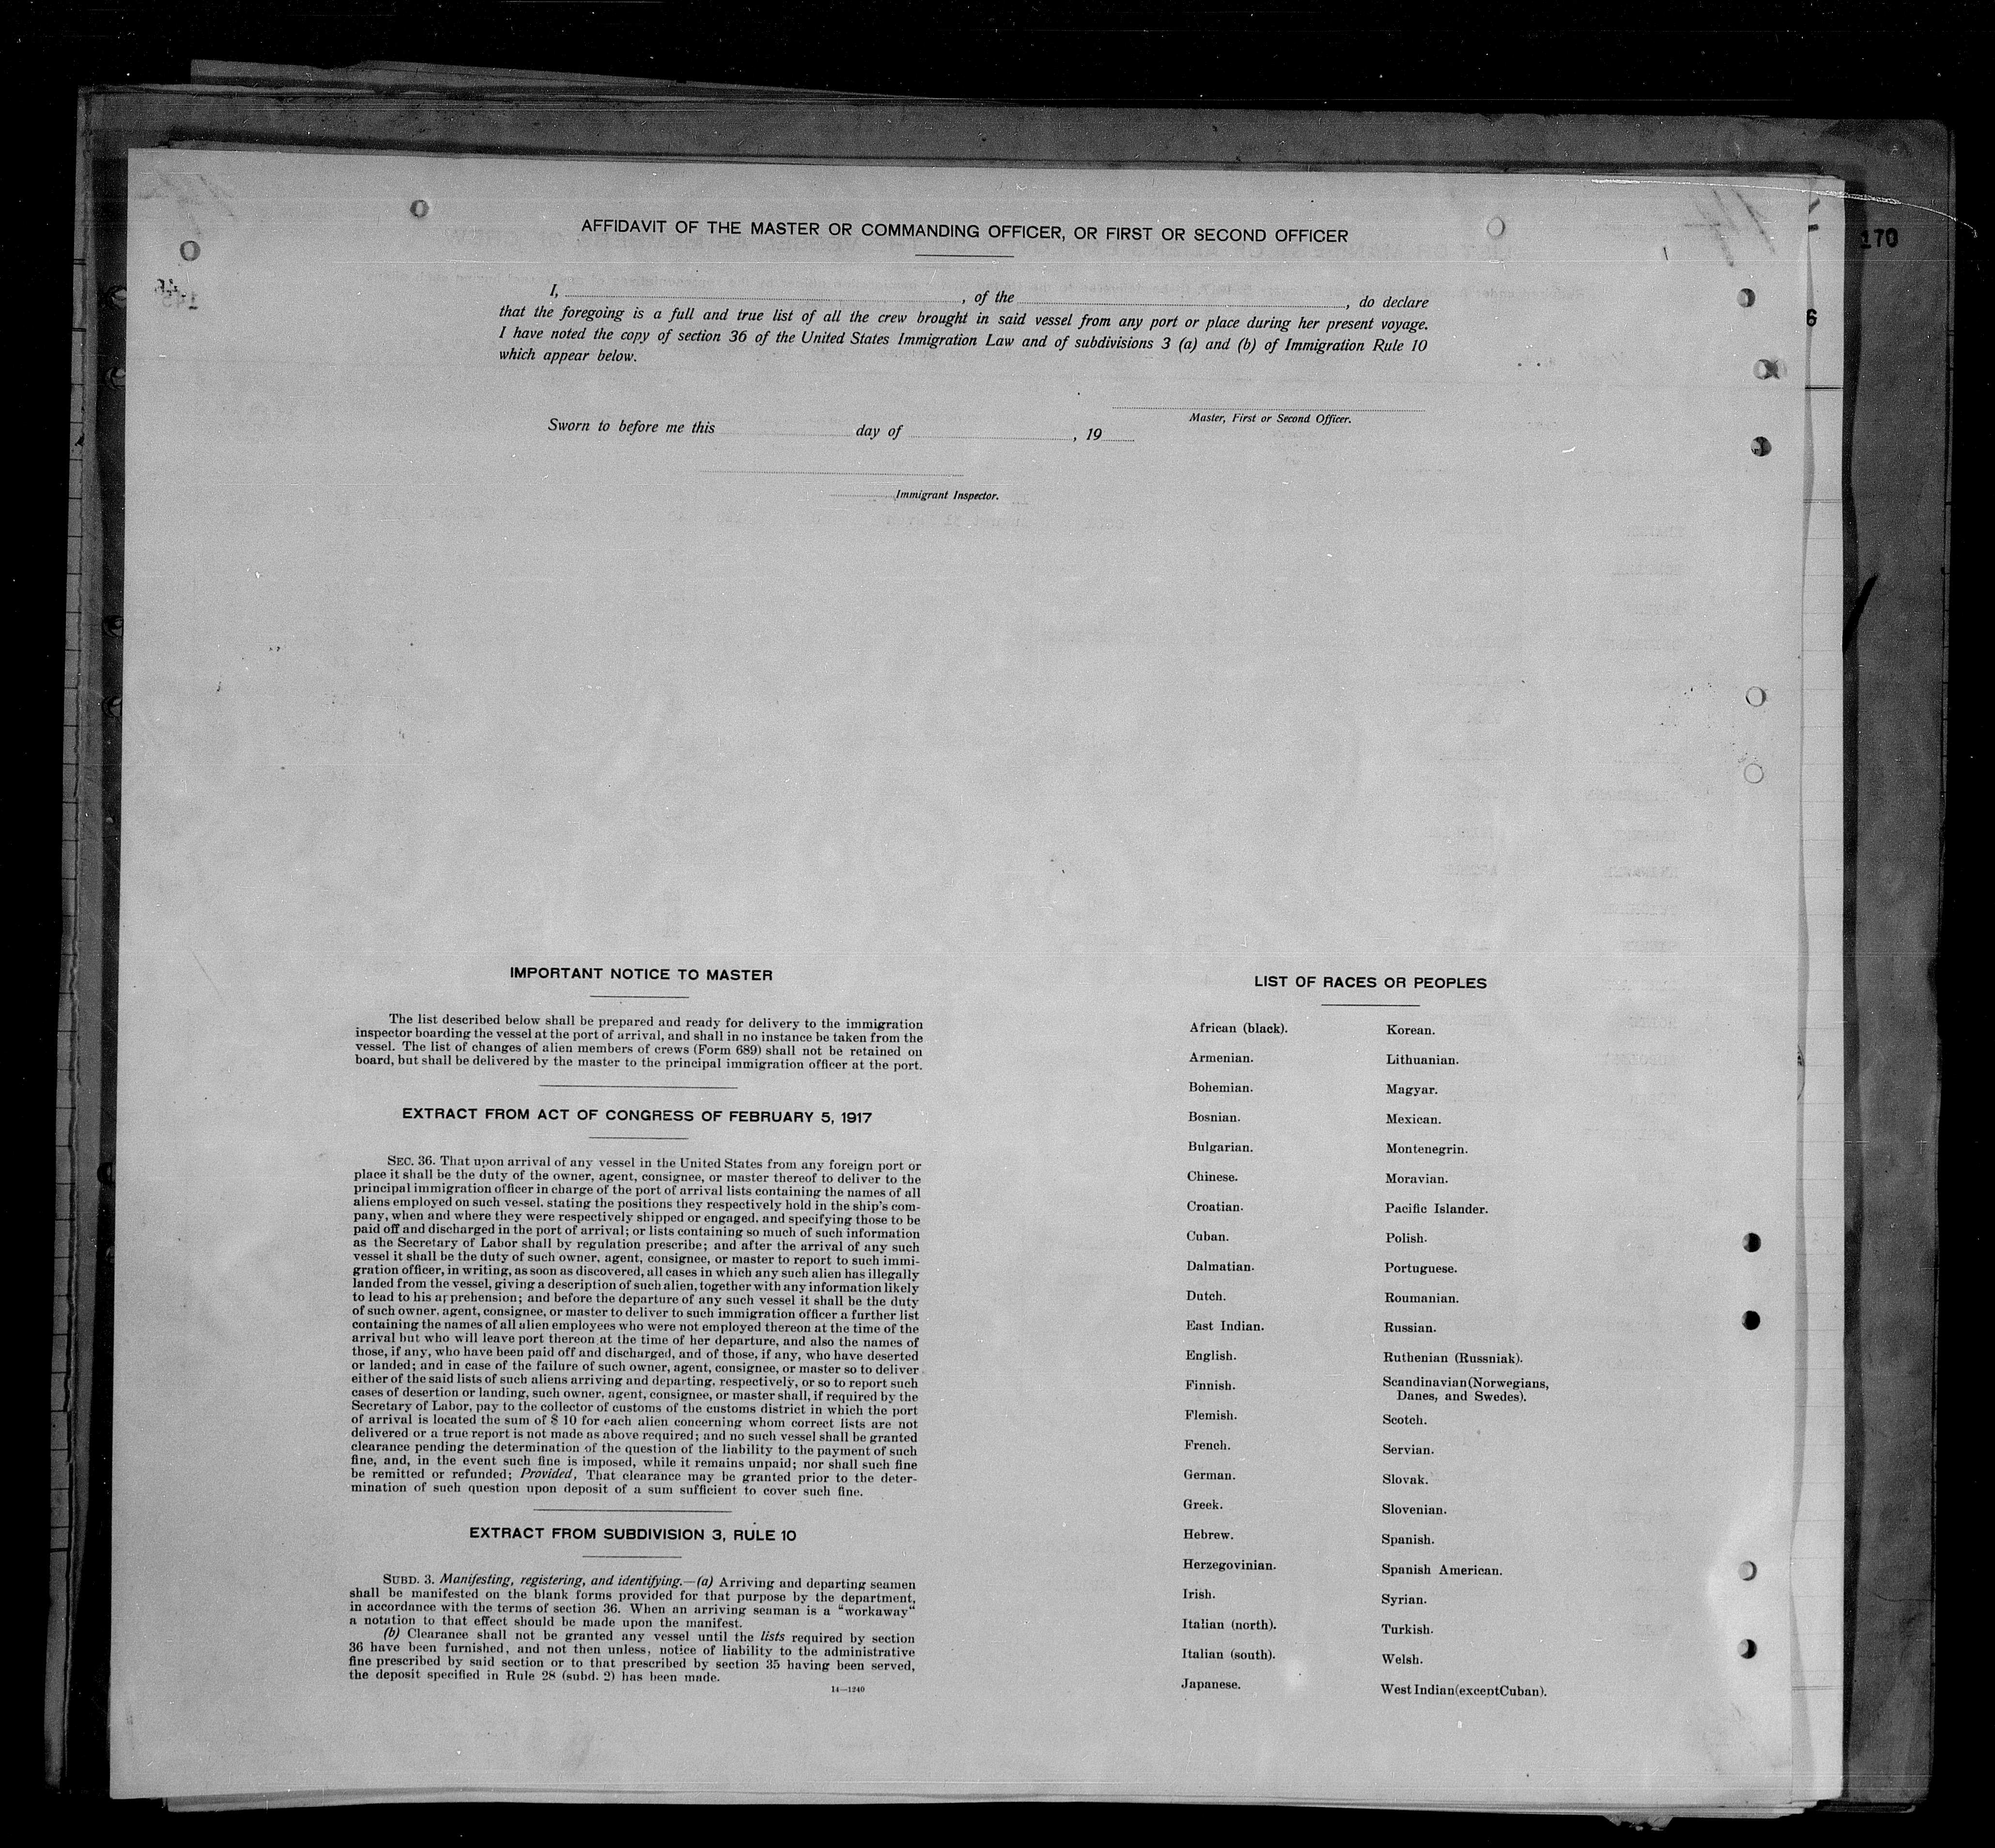 170
6
AFFIDAVIT OF THE MASTER OR COMMANDING OFFICER, OR FIRST OR SECOND OFFICER
I, , of the , do declare
that the foregoing is a full and true list of all the crew brought in said vessel from any port or place during her present voyage.
I have noted the copy of section 36 of the United States Immigration Law and of subdivisions 3 (a) and (b) of Immigration Rule 10
which appear below.
Master, First or Second Officer.
Sworn to before me this day of , 19
Immigrant Inspector.
IMPORTANT NOTICE TO MASTER
The list described below shall be prepared and ready for delivery to the immigration
inspector boarding the vessel at the port of arrival, and shall in no instance be taken from the
vessel. The list of changes of alien members of crews (Form 689) shall not be retained on
board, but shall be delivered by the master to the principal immigration officer at the port.
EXTRACT FROM ACT OF CONGRESS OF FEBRUARY 5, 1917
SEC. 36. That upon arrival of any vessel in the United States from any foreign port or
place it shall be the duty of the owner, agent, consignee, or master thereof to deliver to the
principal immigration officer in charge of the port of arrival lists containing the names of all
aliens employed on such vessel, stating the positions they respectively hold in the ship's com-
pany, when and where they were respectively shipped or engaged, and specifying those to be
paid off and discharged in the port of arrival; or lists containing so much of such information
as the Secretary of Labor shall by regulation prescribe; and after the arrival of any such
vessel it shall be the duty of such owner, agent, consignee, or master to report to such immi-
gration officer, in writing, as soon as discovered, all cases in which any such alien has illegally
landed from the vessel, giving a description of such alien, together with any information likely
to lead to his apprehension; and before the departure of any such vessel it shall be the duty
of such owner, agent, consignee, or master to deliver to such immigration officer a further list
containing the names of all alien employees who were not employed thereon at the time of the
arrival but who will leave port thereon at the time of her departure, and also the names of
those, if any, who have been paid off and discharged, and of those, if any, who have deserted
or landed; and in case of the failure of such owner, agent, consignee, or master so to deliver
either of the said lists of such aliens arriving and departing, respectively, or so to report such
cases of desertion or landing, such owner, agent, consignee, or master shall, if required by the
Secretary of Labor, pay to the collector of customs of the customs district in which the port
of arrival is located the sum of $ 10 for each alien concerning whom correct lists are not
delivered or a true report is not made as above required; and no such vessel shall be granted
clearance pending the determination of the question of the liability to the payment of such
fine, and, in the event such fine is imposed, while it remains unpaid; nor shall such fine
be remitted or refunded; Provided, That clearance may be granted prior to the deter-
mination of such question upon deposit of a sum sufficient to cover such fine.
EXTRACT FROM SUBDIVISION 3, RULE 10
SUBD. 3. Manifesting, registering, and identifying.—(a) Arriving and departing seamen
shall be manifested on the blank forms provided for that purpose by the department,
in accordance with the terms of section 36. When an arriving seaman is a “workaway“
a notation to that effect should be made upon the manifest.
(b) Clearance shall not be granted any vessel until the lists required by section
36 have been furnished, and not then unless, notice of liability to the administrative
fine prescribed by said section or to that prescribed by section 35 having been served,
the deposit specified in Rule 28 (subd. 2) has been made.
14—1240
LIST OF RACES OR PEOPLES
African (black).
Armenian.
Bohemian.
Bosnian.
Bulgarian.
Chinese.
Croatian.
Cuban.
Dalmatian.
Dutch.
East Indian.
English.
Finnish.
Flemish.
French.
German.
Greek.
Hebrew.
Herzegovinian.
Irish.
Italian (north).
Italian (south).
Japanese.
Korean.
Lithuanian.
Magyar.
Mexican.
Montenegrin.
Moravian.
Pacific Islander.
Polish.
Portuguese.
Roumanian.
Russian.
Ruthenian (Russniak).
Scandinavian (Norwegians,
Danes, and Swedes).
Scotch.
Servian.
Slovak.
Slovenian.
Spanish.
Spanish American.
Syrian.
Turkish.
Welsh.
West Indian (except Cuban).